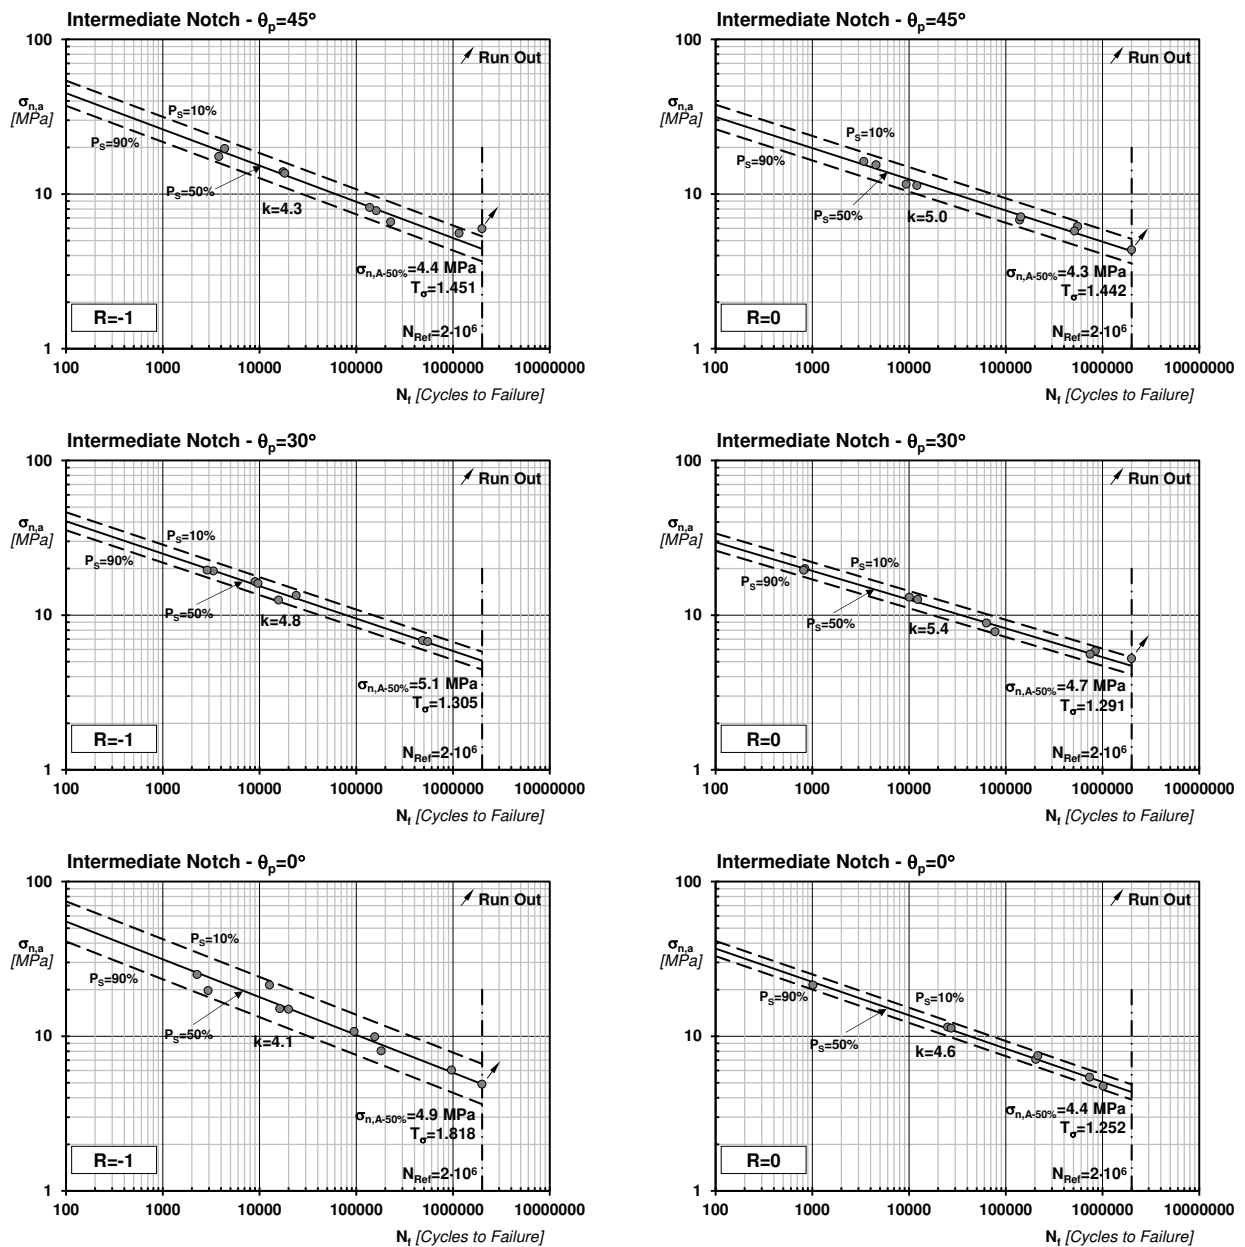 Intermediate Notch - θp=45°
100
10
1
σn,a
[MPa]
Run Out
PS=10%
PS=90%
PS=50%
k=4.3
σn,A-50%=4.4 MPa
Tσ=1.451
R=-1
NRef=2·10⁶
100 1000 10000 100000 1000000 10000000
Nf [Cycles to Failure]
Intermediate Notch - θp=45°
100
10
1
σn,a
[MPa]
Run Out
PS=10%
PS=90%
PS=50%
k=5.0
σn,A-50%=4.3 MPa
Tσ=1.442
R=0
NRef=2·10⁶
100 1000 10000 100000 1000000 10000000
Nf [Cycles to Failure]
Intermediate Notch - θp=30°
100
10
1
σn,a
[MPa]
Run Out
PS=10%
PS=90%
PS=50%
k=4.8
σn,A-50%=5.1 MPa
Tσ=1.305
R=-1
NRef=2·10⁶
100 1000 10000 100000 1000000 10000000
Nf [Cycles to Failure]
Intermediate Notch - θp=30°
100
10
1
σn,a
[MPa]
Run Out
PS=10%
PS=90%
PS=50%
k=5.4
σn,A-50%=4.7 MPa
Tσ=1.291
R=0
NRef=2·10⁶
100 1000 10000 100000 1000000 10000000
Nf [Cycles to Failure]
Intermediate Notch - θp=0°
100
10
1
σn,a
[MPa]
Run Out
PS=10%
PS=90%
PS=50%
k=4.1
σn,A-50%=4.9 MPa
Tσ=1.818
R=-1
NRef=2·10⁶
100 1000 10000 100000 1000000 10000000
Nf [Cycles to Failure]
Intermediate Notch - θp=0°
100
10
1
σn,a
[MPa]
Run Out
PS=10%
PS=90%
PS=50%
k=4.6
σn,A-50%=4.4 MPa
Tσ=1.252
R=0
NRef=2·10⁶
100 1000 10000 100000 1000000 10000000
Nf [Cycles to Failure]